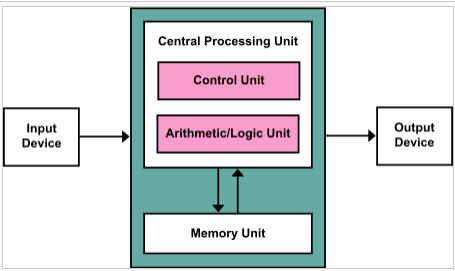 Central Processing Unit
Control Unit
Arithmetic/Logic Unit
Input
Device
Output
Device
Memory Unit